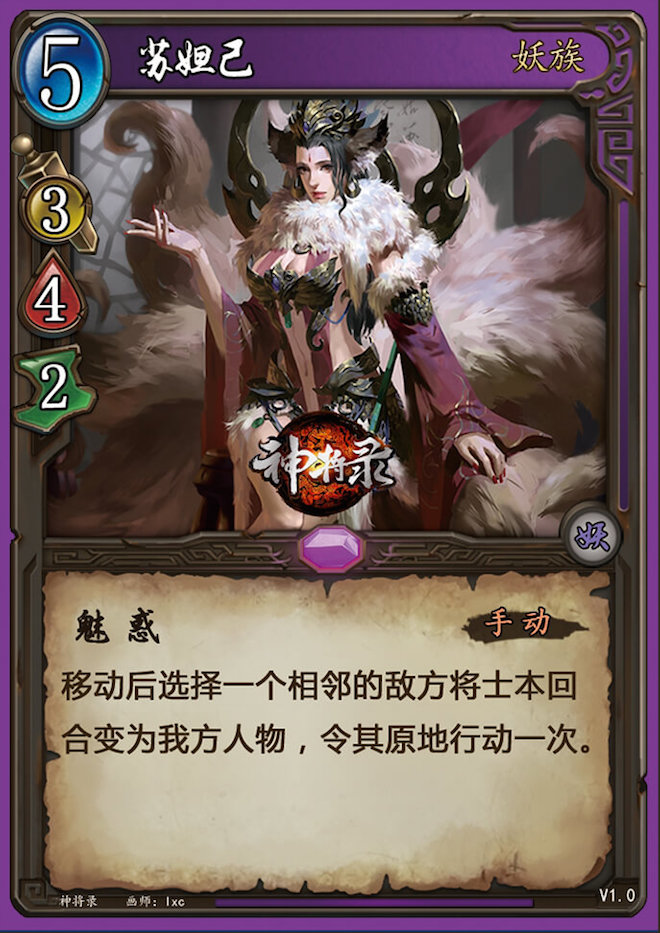 5
苏妲己
妖族
3
4
2
神将录
妖
魅惑
手动
移动后选择一个相邻的敌方将士本回
合变为我方人物，令其原地行动一次。
神将录 画师：lxc
V1.0